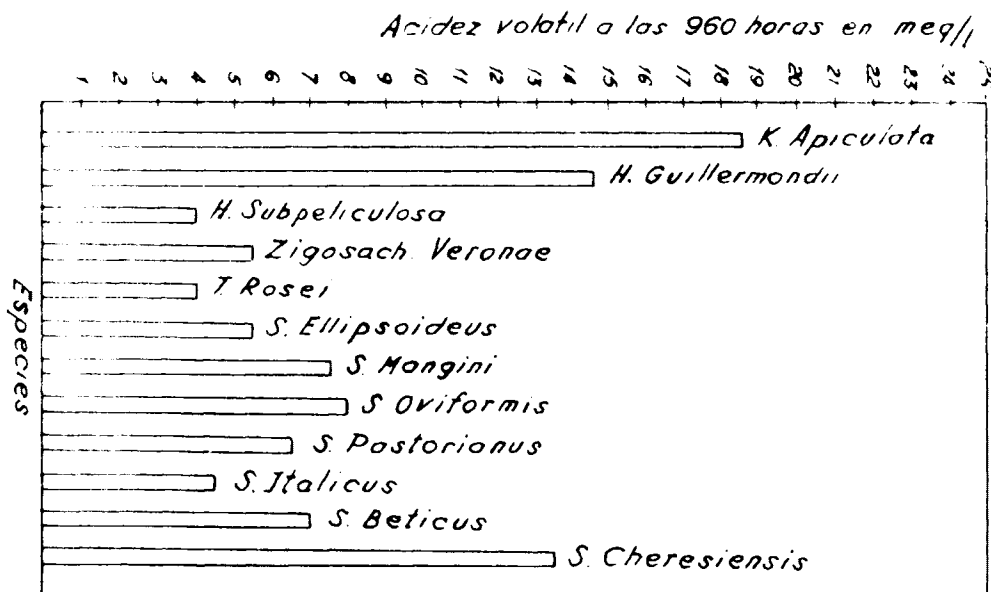 Acidez volatil a las 960 horas en meq/l
1 2 3 4 5 6 7 8 9 10 11 12 13 14 15 16 17 18 19 20 21 22 23 24 25
K. Apiculata
H. Guillermondii
H. Subpeliculosa
Zigosach. Veronae
T. Rosei
S. Ellipsoideus
S. Mangini
S. Oviformis
S. Pastorianus
S. Italicus
S. Beticus
S. Cheresiensis
Especies